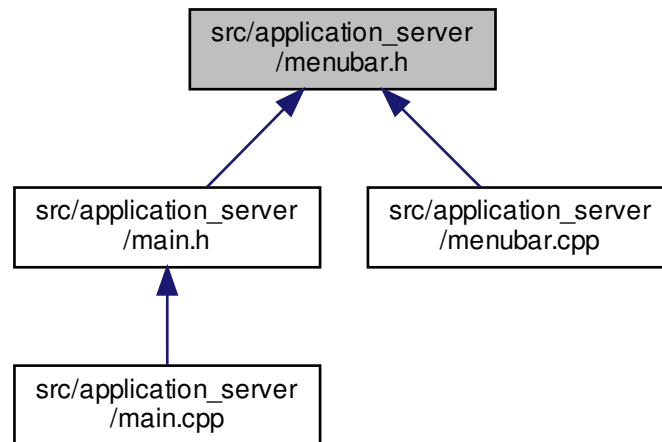 src/application_server
/menubar.h
src/application_server
/main.h
src/application_server
/menubar.cpp
src/application_server
/main.cpp